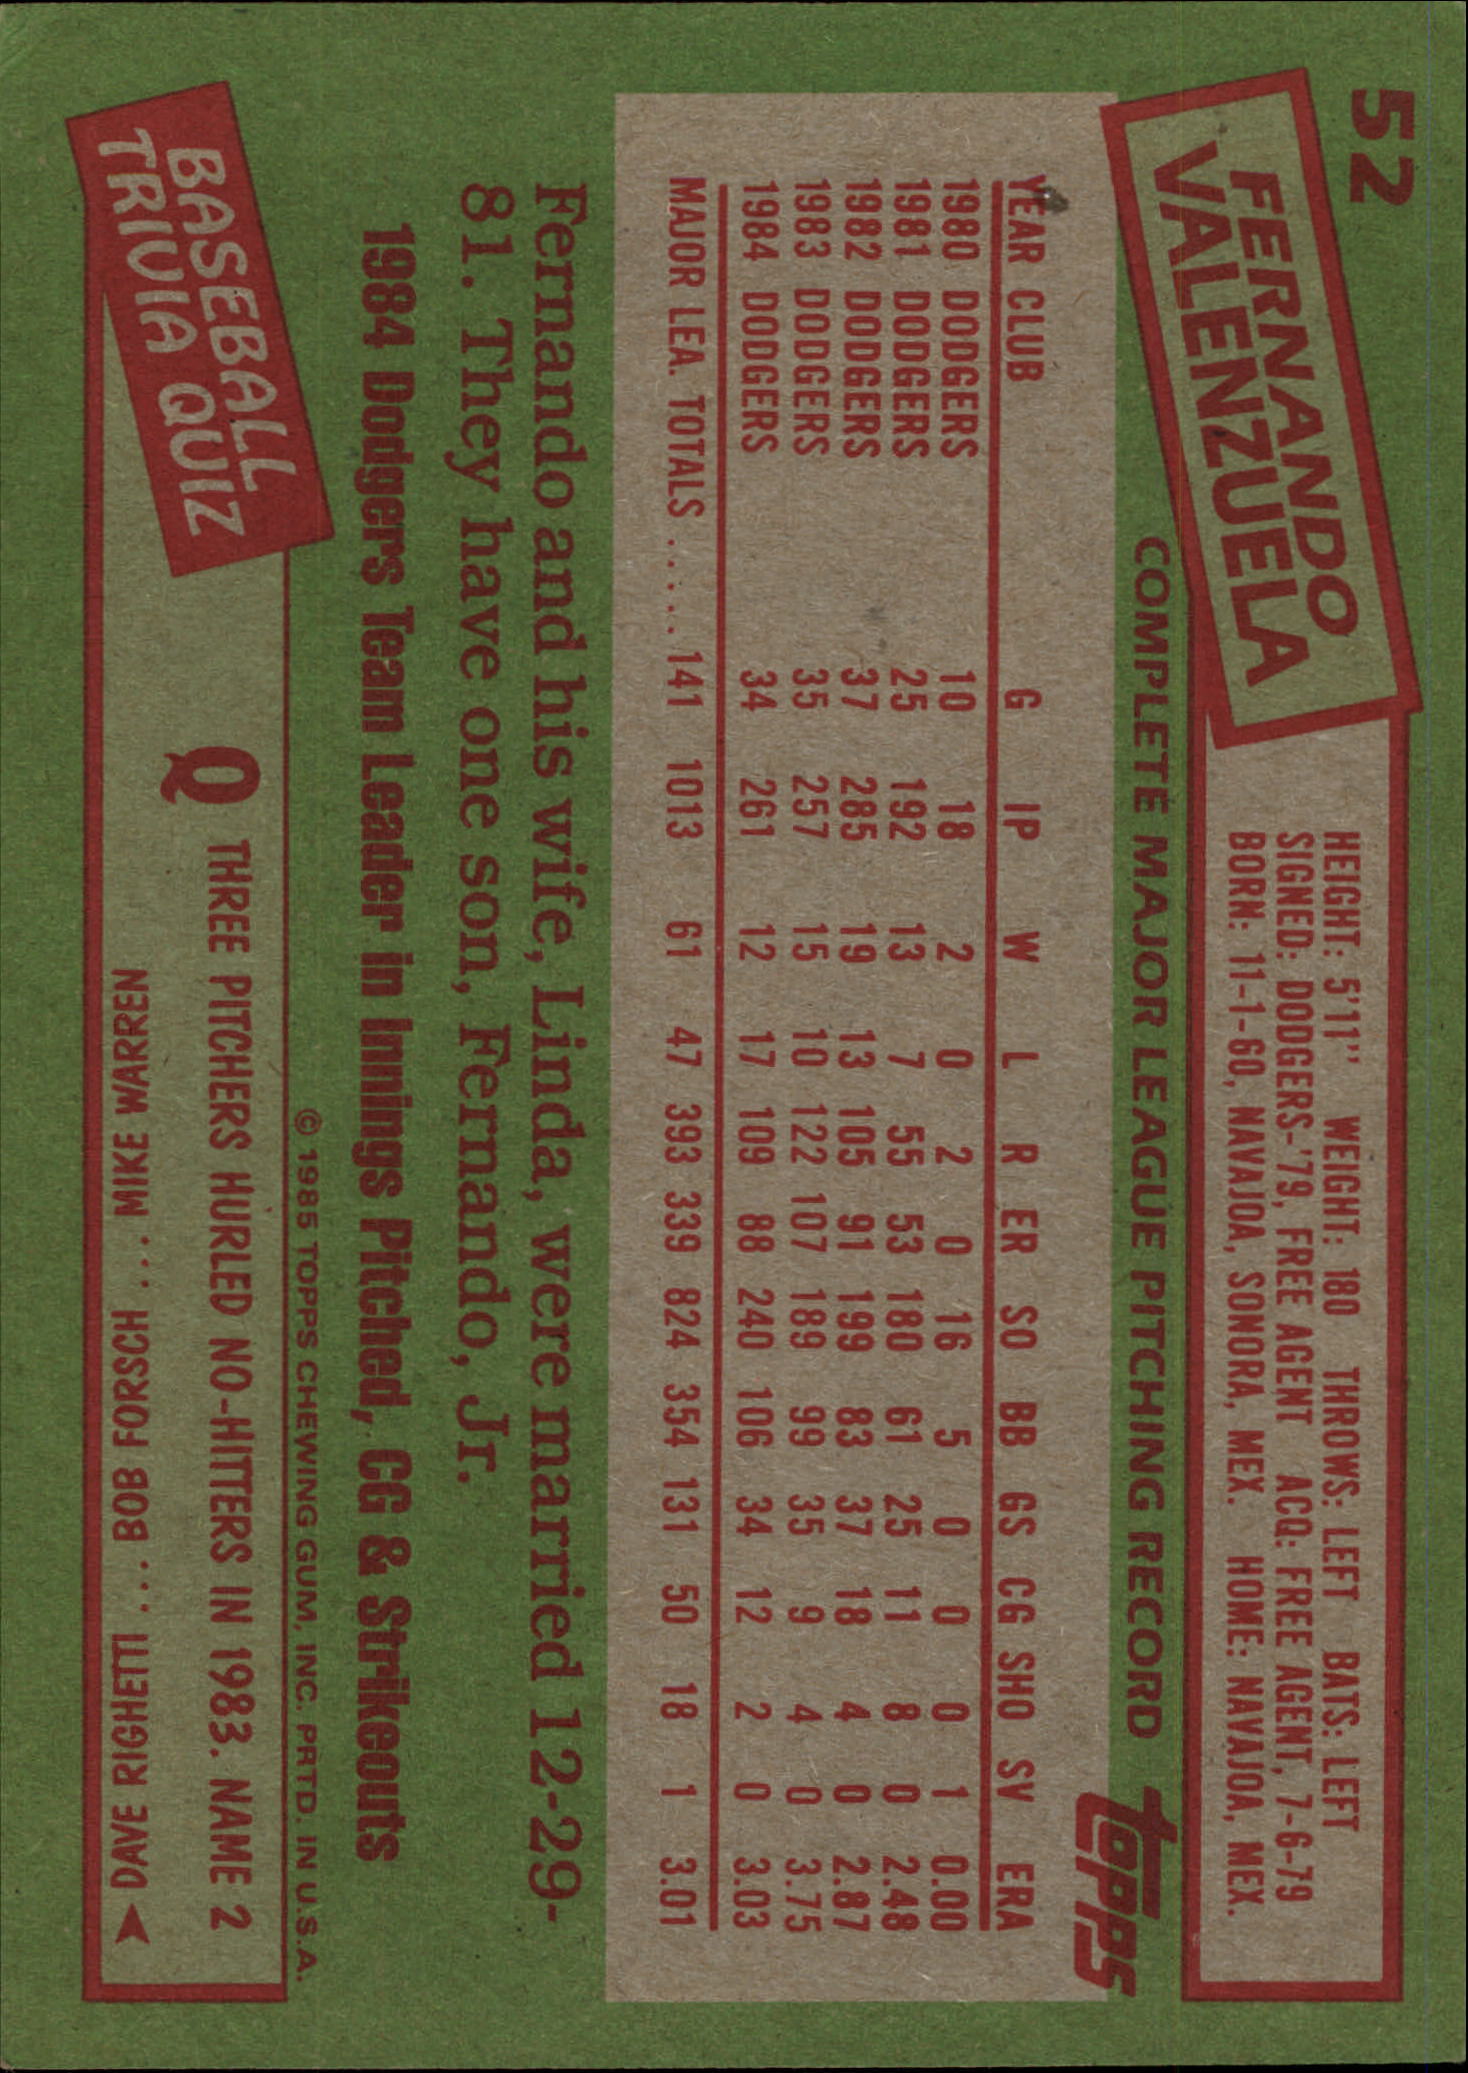 52
FERNANDO
VALENZUELA
HEIGHT: 5'11" WEIGHT: 180 THROWS: LEFT BATS: LEFT
SIGNED: DODGERS-'79, FREE AGENT ACQ: FREE AGENT, 7-6-79
BORN: 11-1-60, NAVAJOA, SONORA, MEX. HOME: NAVAJOA, MEX.
COMPLETE MAJOR LEAGUE PITCHING RECORD
topps
YEAR CLUB G IP W L R ER SO BB GS CG SHO SV ERA
1980 DODGERS 10 18 2 0 2 0 16 5 0 0 0 1 0.00
1981 DODGERS 25 192 13 7 55 53 180 61 25 11 8 0 2.48
1982 DODGERS 37 285 19 13 105 91 199 83 37 18 4 0 2.87
1983 DODGERS 35 257 15 10 122 107 189 99 35 9 4 0 3.75
1984 DODGERS 34 261 12 17 109 88 240 106 34 12 2 0 3.03
MAJOR LEA. TOTALS ..... 141 1013 61 47 393 339 824 354 131 50 18 1 3.01
Fernando and his wife, Linda, were married 12-29-
81. They have one son, Fernando, Jr.
1984 Dodgers Team Leader in Innings Pitched, CG & Strikeouts
© 1985 TOPPS CHEWING GUM, INC. PRTD. IN U.S.A.
BASEBALL
TRIVIA QUIZ
Q THREE PITCHERS HURLED NO-HITTERS IN 1983. NAME 2
DAVE RIGHETTI ... BOB FORSCH ... MIKE WARREN